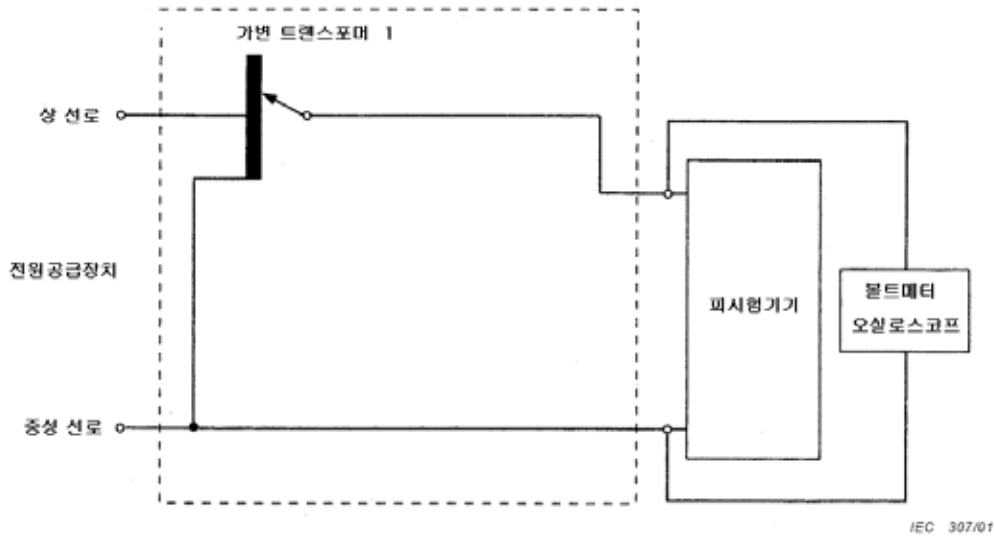 가변 트랜스포머 1
상 선로
전원공급장치
피시험기기
볼트메터
오실로스코프
중성 선로
IEC 307/01